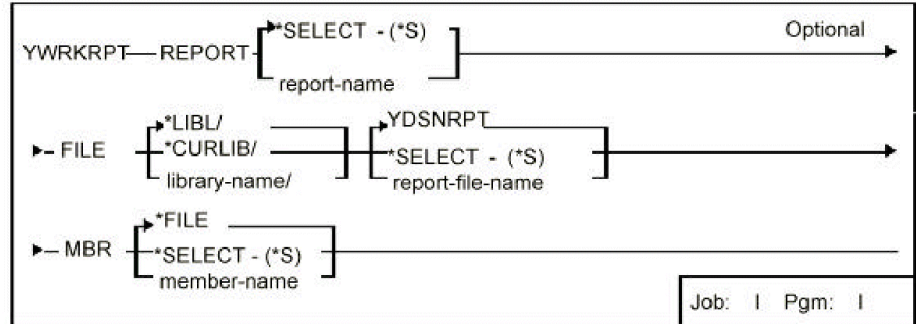 *SELECT - (*S)
Optional
YWRKRPT REPORT
report-name
*LIBL/
YDSNRPT
FILE
*CURLIB/
*SELECT - (*S)
library-name/
report-file-name
*FILE
MBR
*SELECT - (*S)
member-name
Job: I Pgm: I